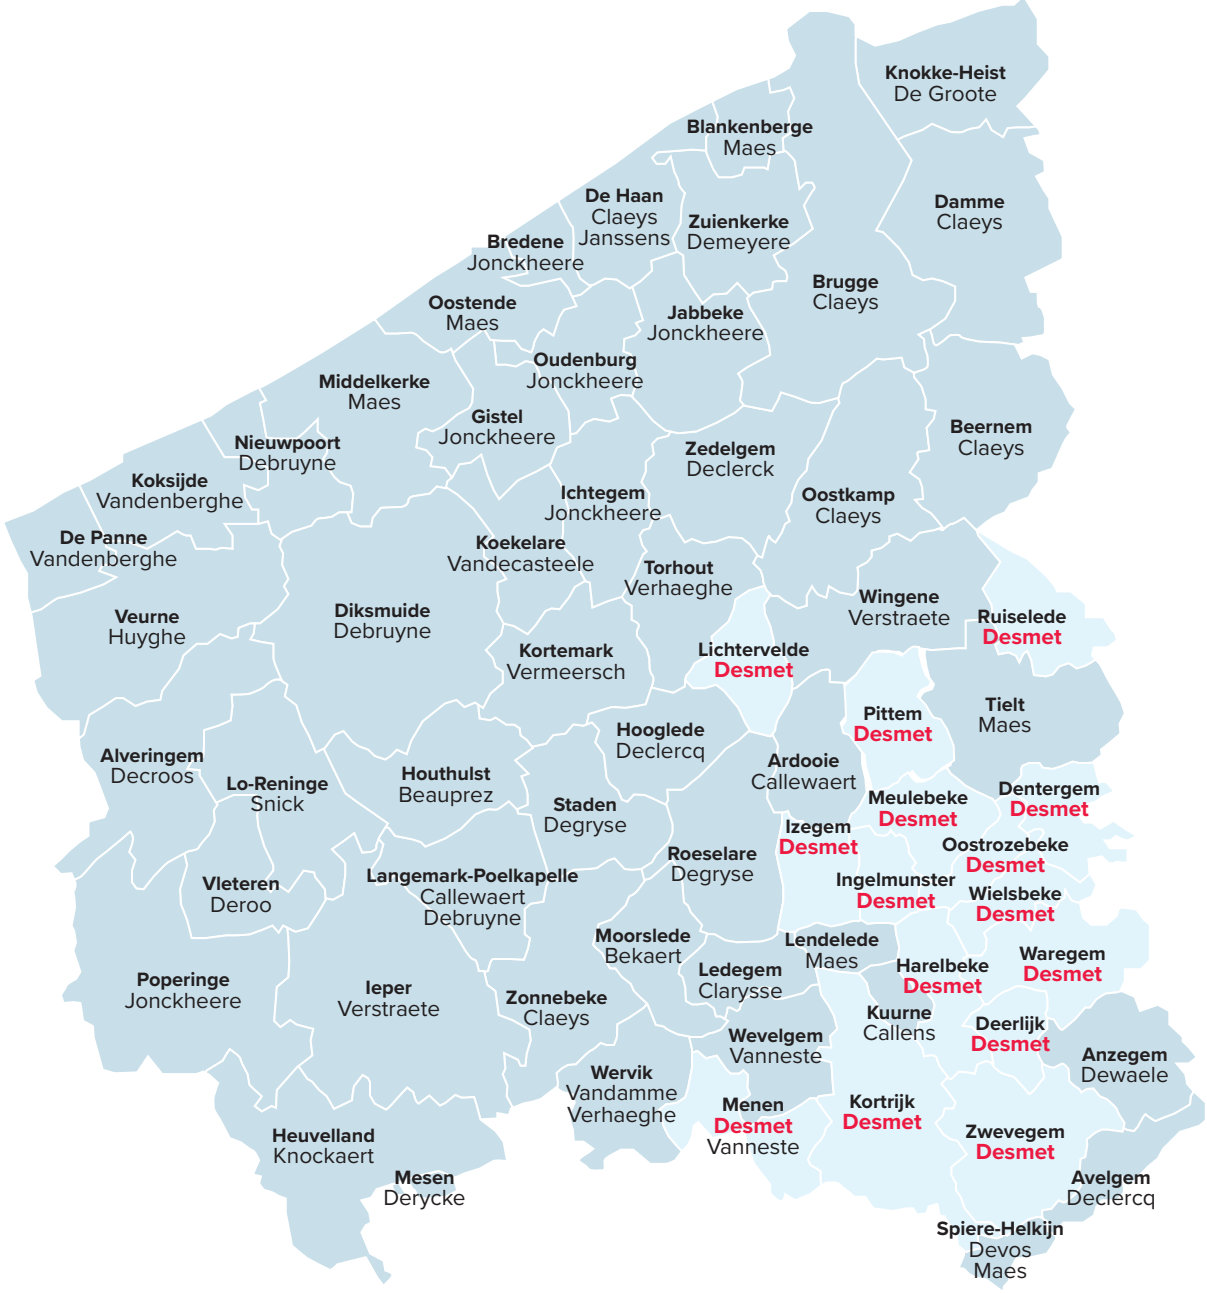 Knokke-Heist
De Groote
Blankenberge
Maes
De Haan
Claeys
Janssens
Zuienkerke
Demeyere
Damme
Claeys
Bredene
Jonckheere
Brugge
Claeys
Oostende
Maes
Jabbeke
Jonckheere
Oudenburg
Jonckheere
Middelkerke
Maes
Gistel
Jonckheere
Beernem
Claeys
Nieuwpoort
Debruyne
Zedelgem
Declerck
Koksijde
Vandenberghe
Ichtegem
Jonckheere
Oostkamp
Claeys
De Panne
Vandenberghe
Koekelare
Vandecasteele
Torhout
Verhaeghe
Wingene
Verstraete
Veurne
Huyghe
Diksmuide
Debruyne
Ruiselede
Desmet
Kortemark
Vermeersch
Lichtervelde
Desmet
Tielt
Maes
Pittem
Desmet
Hooglede
Declercq
Alveringem
Decroos
Ardooie
Callewaert
Lo-Reninge
Snick
Houthulst
Beauprez
Dentergem
Desmet
Meulebeke
Desmet
Staden
Degryse
Izegem
Desmet
Oostrozebeke
Desmet
Roeselare
Degryse
Langemark-Poelkapelle
Callewaert
Debruyne
Vleteren
Deroo
Ingelmunster
Desmet
Wielsbeke
Desmet
Moorslede
Bekaert
Lendelede
Maes
Waregem
Desmet
Harelbeke
Desmet
Ledegem
Clarysse
Poperinge
Jonckheere
Ieper
Verstraete
Zonnebeke
Claeys
Kuurne
Callens
Deerlijk
Desmet
Wevelgem
Vanneste
Anzegem
Dewaele
Wervik
Vandamme
Verhaeghe
Menen
Desmet
Vanneste
Kortrijk
Desmet
Zwevegem
Desmet
Heuvelland
Knockaert
Mesen
Derycke
Avelgem
Declercq
Spiere-Helkijn
Devos
Maes